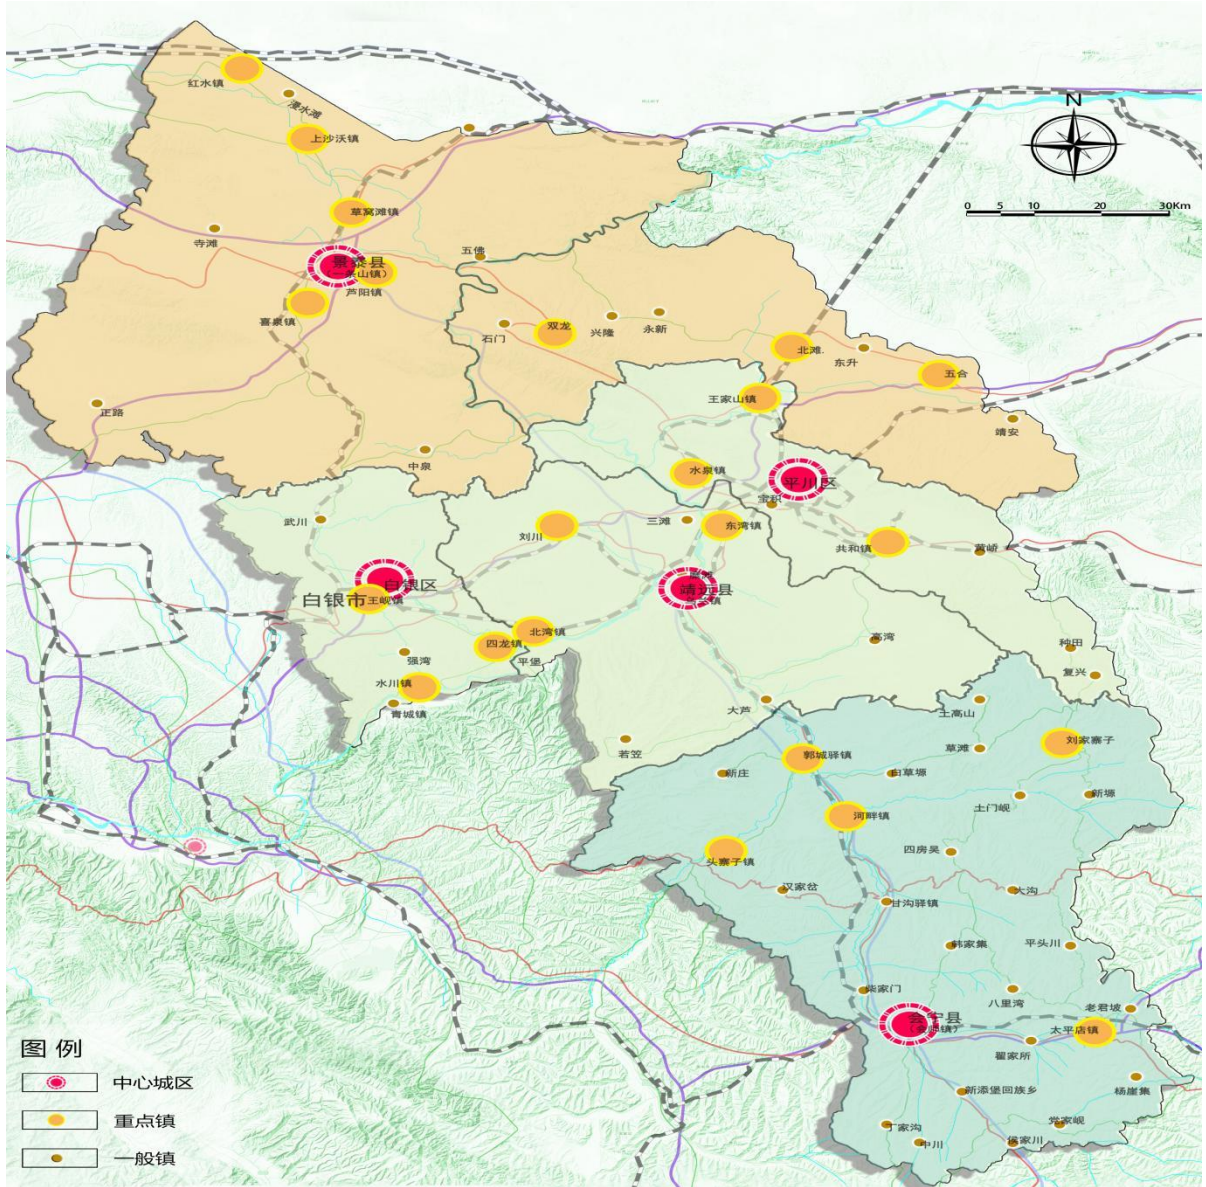 红水镇
漫水滩
上沙沃镇
N
草窝滩镇
0 5 10 20 30Km
寺滩
五佛
景泰县
（一条山镇）
芦阳镇
喜泉镇
石门
双龙
兴隆
永新
北滩.
东升
五合
王家山镇
正路
靖安
中泉
水泉镇
平川区
宝积
武川
刘川
三滩
东湾镇
共和镇
黄峤
白银区
白银市
王岘镇
靖远县
四龙镇
北湾镇
平堡
高湾
种田
强湾
复兴
水川镇
青城镇
大芦
土高山
若笠
郭城驿镇
草滩
刘家寨子
新庄
白草塬
土门岘
新塬
河畔镇
头寨子镇
四房吴
汉家岔
大沟
甘沟驿镇
韩家集
平头川
柴家门
八里湾
老君坡
会宁县
（会师镇）
太平店镇
翟家所
图 例
中心城区
新添堡回族乡
杨崖集
重点镇
丁家沟
党家岘
中川
侯家川
一般镇